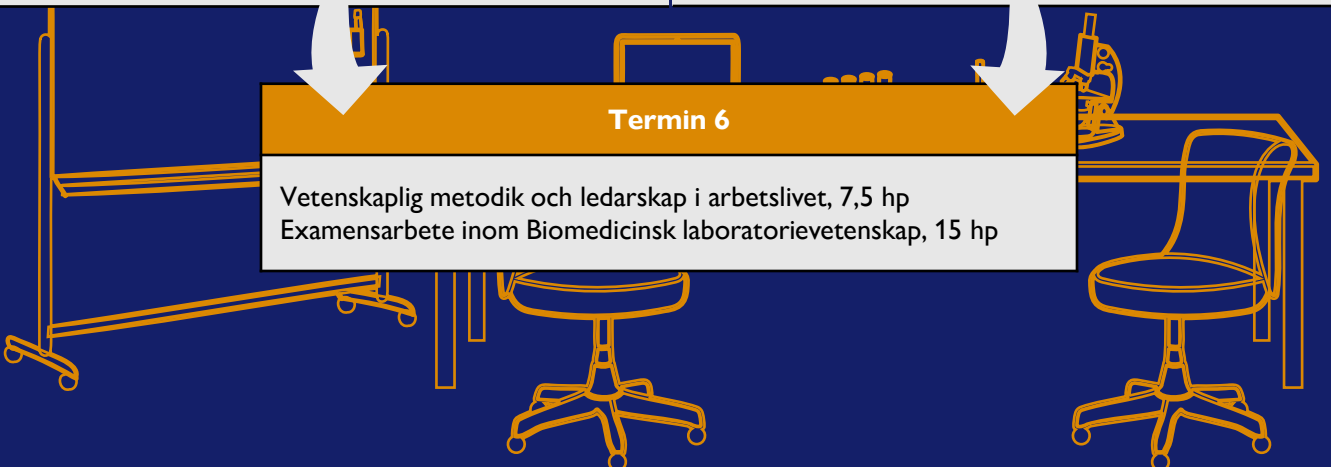 Termin 6
Vetenskaplig metodik och ledarskap i arbetslivet, 7,5 hp
Examensarbete inom Biomedicinsk laboratorievetenskap, 15 hp